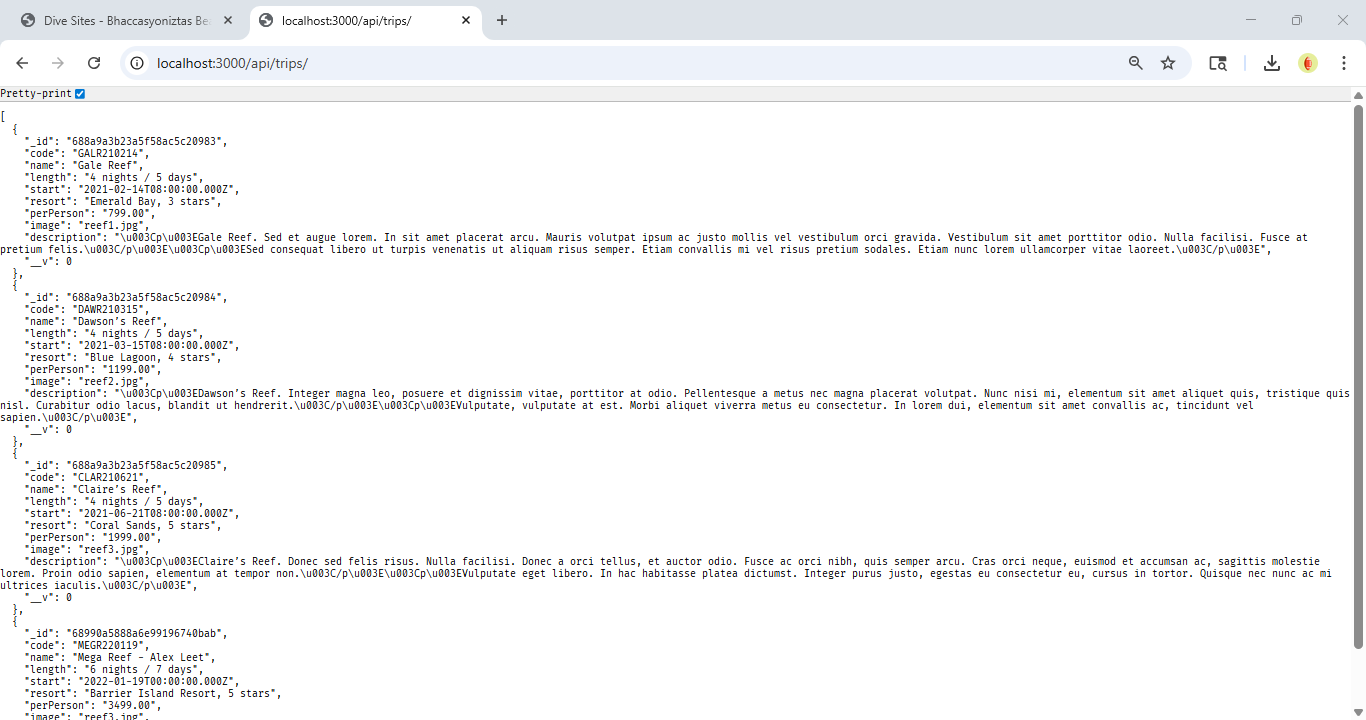 Dive Sites - Bhaccasyoniztas Be
localhost:3000/api/trips/
localhost:3000/api/trips/
Pretty-print
[
  {
    "_id": "688a9a3b23a5f58ac5c20983",
    "code": "GALR210214",
    "name": "Gale Reef",
    "length": "4 nights / 5 days",
    "start": "2021-02-14T08:00:00.000Z",
    "resort": "Emerald Bay, 3 stars",
    "perPerson": "799.00",
    "image": "reef1.jpg",
    "description": "\u003Cp\u003EGale Reef. Sed et augue lorem. In sit amet placerat arcu. Mauris volutpat ipsum ac justo mollis vel vestibulum orci gravida. Vestibulum sit amet porttitor odio. Nulla facilisi. Fusce at
pretium felis.\u003C/p\u003E\u003Cp\u003ESed consequat libero ut turpis venenatis ut aliquam risus semper. Etiam convallis mi vel risus pretium sodales. Etiam nunc lorem ullamcorper vitae laoreet.\u003C/p\u003E",
    "__v": 0
  },
  {
    "_id": "688a9a3b23a5f58ac5c20984",
    "code": "DAWR210315",
    "name": "Dawson’s Reef",
    "length": "4 nights / 5 days",
    "start": "2021-03-15T08:00:00.000Z",
    "resort": "Blue Lagoon, 4 stars",
    "perPerson": "1199.00",
    "image": "reef2.jpg",
    "description": "\u003Cp\u003EDawson’s Reef. Integer magna leo, posuere et dignissim vitae, porttitor at odio. Pellentesque a metus nec magna placerat volutpat. Nunc nisi mi, elementum sit amet aliquet quis, tristique quis
nisl. Curabitur odio lacus, blandit ut hendrerit.\u003C/p\u003E\u003Cp\u003EVulputate, vulputate at est. Morbi aliquet viverra metus eu consectetur. In lorem dui, elementum sit amet convallis ac, tincidunt vel
sapien.\u003C/p\u003E",
    "__v": 0
  },
  {
    "_id": "688a9a3b23a5f58ac5c20985",
    "code": "CLAR210621",
    "name": "Claire’s Reef",
    "length": "4 nights / 5 days",
    "start": "2021-06-21T08:00:00.000Z",
    "resort": "Coral Sands, 5 stars",
    "perPerson": "1999.00",
    "image": "reef3.jpg",
    "description": "\u003Cp\u003EClaire’s Reef. Donec sed felis risus. Nulla facilisi. Donec a orci tellus, et auctor odio. Fusce ac orci nibh, quis semper arcu. Cras orci neque, euismod et accumsan ac, sagittis molestie
lorem. Proin odio sapien, elementum at tempor non.\u003C/p\u003E\u003Cp\u003EVulputate eget libero. In hac habitasse platea dictumst. Integer purus justo, egestas eu consectetur eu, cursus in tortor. Quisque nec nunc ac mi
ultrices iaculis.\u003C/p\u003E",
    "__v": 0
  },
  {
    "_id": "68990a5888a6e99196740bab",
    "code": "MEGR220119",
    "name": "Mega Reef - Alex Leet",
    "length": "6 nights / 7 days",
    "start": "2022-01-19T00:00:00.000Z",
    "resort": "Barrier Island Resort, 5 stars",
    "perPerson": "3499.00",
    "image": "reef3.jpg",